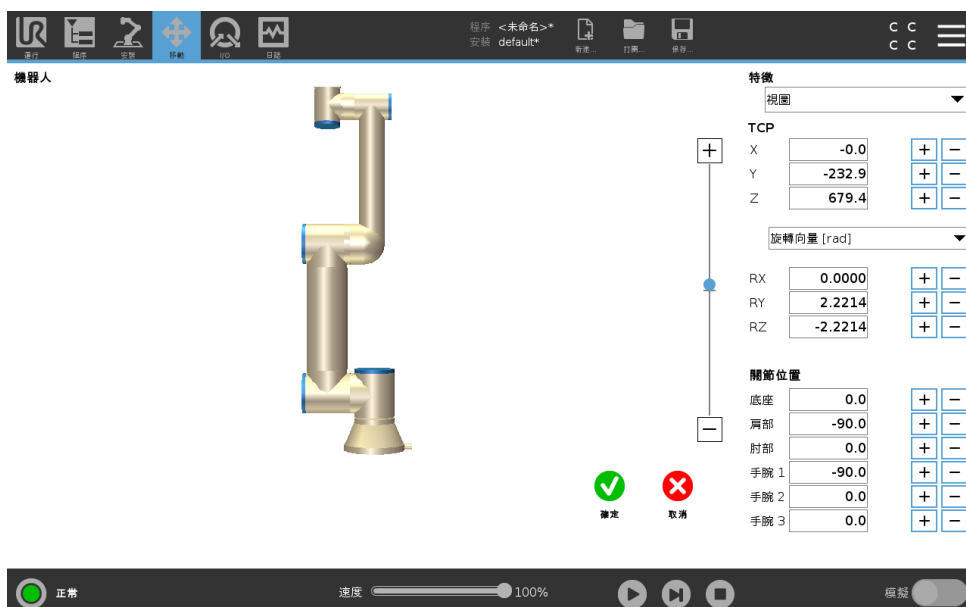 UR
程序 <未命名>*
安裝 default*
運行 程序 安裝 移動 I/O 日誌
新建... 打開... 保存...
C C
C C
機器人
特徵
視圖
TCP
X -0.0 + −
Y -232.9 + −
Z 679.4 + −
旋轉向量 [rad]
RX 0.0000 + −
RY 2.2214 + −
RZ -2.2214 + −
關節位置
底座 0.0 + −
肩部 -90.0 + −
肘部 0.0 + −
手腕 1 -90.0 + −
手腕 2 0.0 + −
手腕 3 0.0 + −
確定 取消
正常 速度 100% 模擬